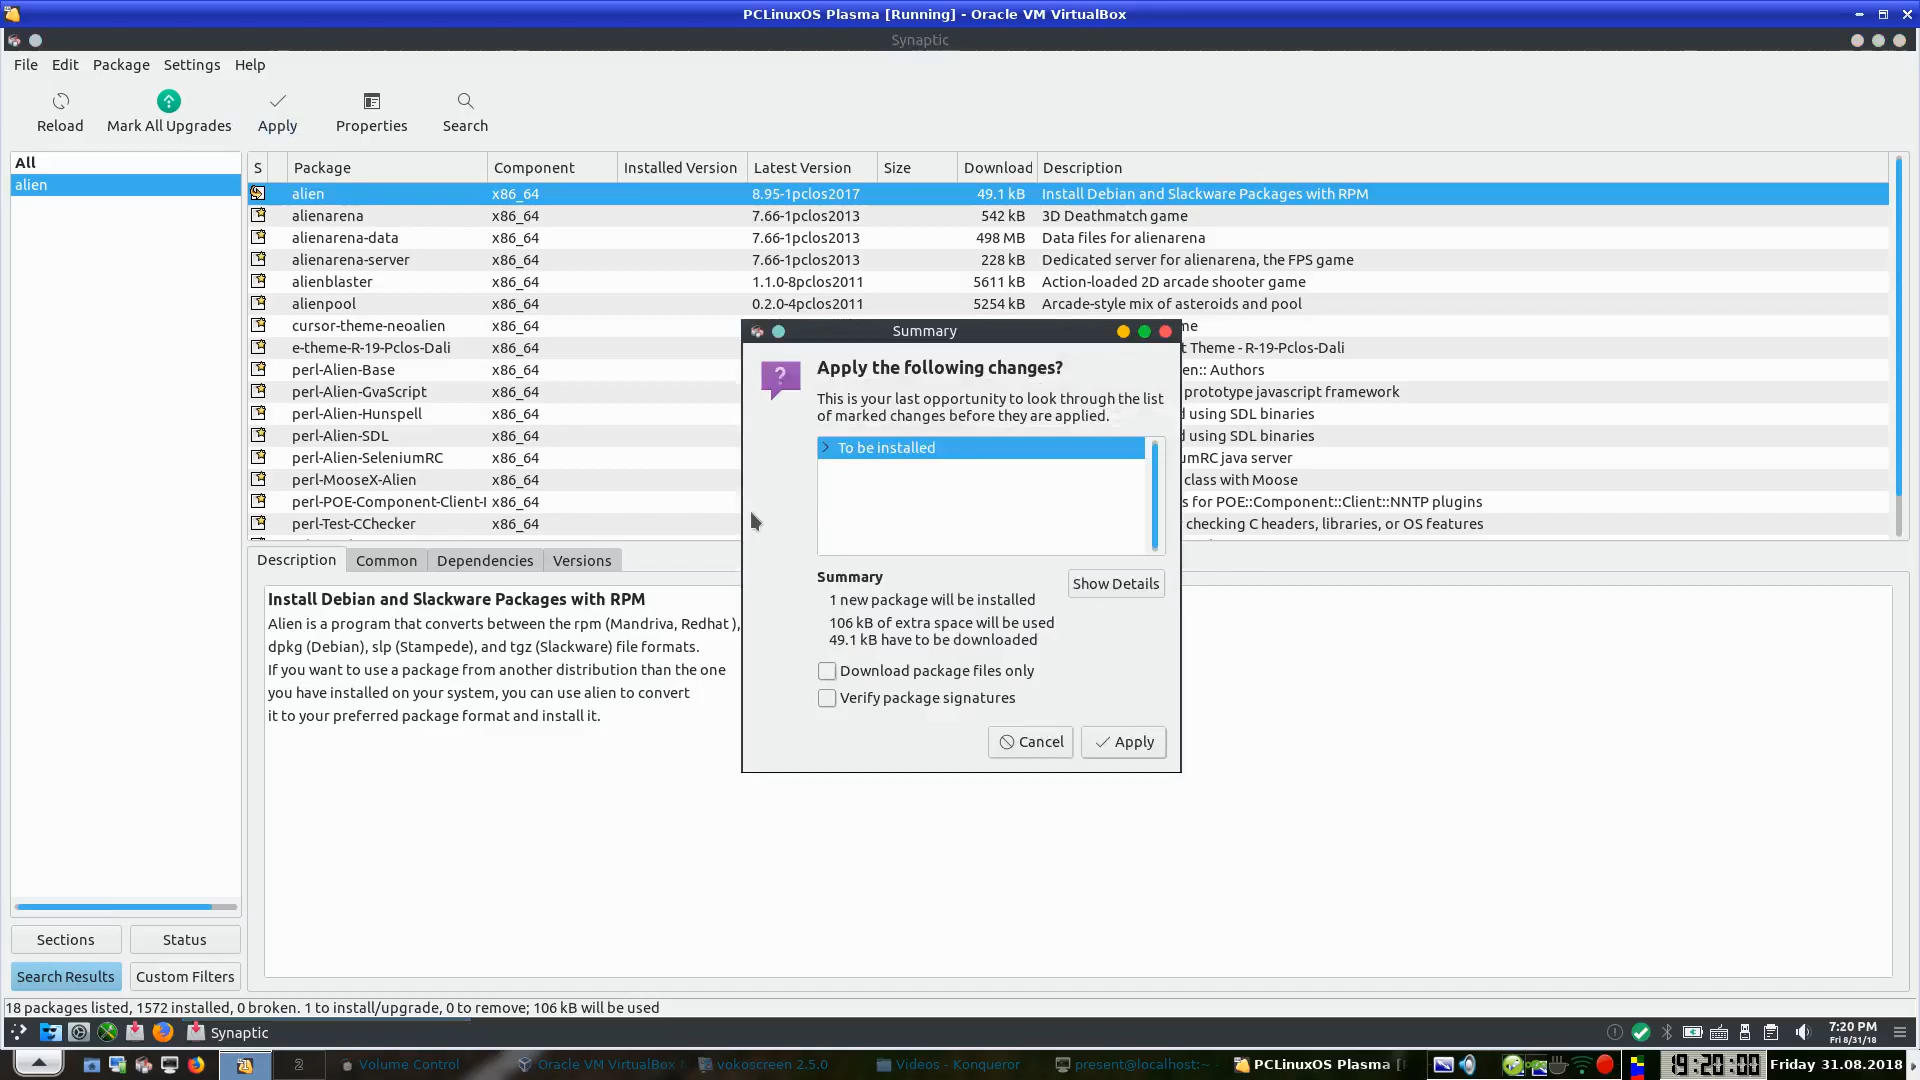 PCLinuxOS Plasma [Running] - Oracle VM VirtualBox
Synaptic
File Edit Package Settings Help
Reload Mark All Upgrades Apply Properties Search
All
alien
S Package Component Installed Version Latest Version Size Download Description
alien x86_64 8.95-1pclos2017 49.1 kB Install Debian and Slackware Packages with RPM
alienarena x86_64 7.66-1pclos2013 542 kB 3D Deathmatch game
alienarena-data x86_64 7.66-1pclos2013 498 MB Data files for alienarena
alienarena-server x86_64 7.66-1pclos2013 228 kB Dedicated server for alienarena, the FPS game
alienblaster x86_64 1.1.0-8pclos2011 5611 kB Action-loaded 2D arcade shooter game
alienpool x86_64 0.2.0-4pclos2011 5254 kB Arcade-style mix of asteroids and pool
cursor-theme-neoalien x86_64 me
e-theme-R-19-Pclos-Dali x86_64 t Theme - R-19-Pclos-Dali
perl-Alien-Base x86_64 en:: Authors
perl-Alien-GvaScript x86_64 prototype javascript framework
perl-Alien-Hunspell x86_64 d using SDL binaries
perl-Alien-SDL x86_64 d using SDL binaries
perl-Alien-SeleniumRC x86_64 umRC java server
perl-MooseX-Alien x86_64 class with Moose
perl-POE-Component-Client-I x86_64 s for POE::Component::Client::NNTP plugins
perl-Test-CChecker x86_64 checking C headers, libraries, or OS features
Summary
Apply the following changes?
This is your last opportunity to look through the list
of marked changes before they are applied.
To be installed
Summary
Show Details
1 new package will be installed
106 kB of extra space will be used
49.1 kB have to be downloaded
Download package files only
Verify package signatures
Cancel Apply
Description Common Dependencies Versions
Install Debian and Slackware Packages with RPM
Alien is a program that converts between the rpm (Mandriva, Redhat ),
dpkg (Debian), slp (Stampede), and tgz (Slackware) file formats.
If you want to use a package from another distribution than the one
you have installed on your system, you can use alien to convert
it to your preferred package format and install it.
Sections Status
Search Results Custom Filters
18 packages listed, 1572 installed, 0 broken. 1 to install/upgrade, 0 to remove; 106 kB will be used
Synaptic
7:20 PM
Fri 8/31/18
2 Volume Control Oracle VM VirtualBox vokoscreen 2.5.0 Videos - Konqueror present@localhost:~ PCLinuxOS Plasma [ 19:20:00 Friday 31.08.2018